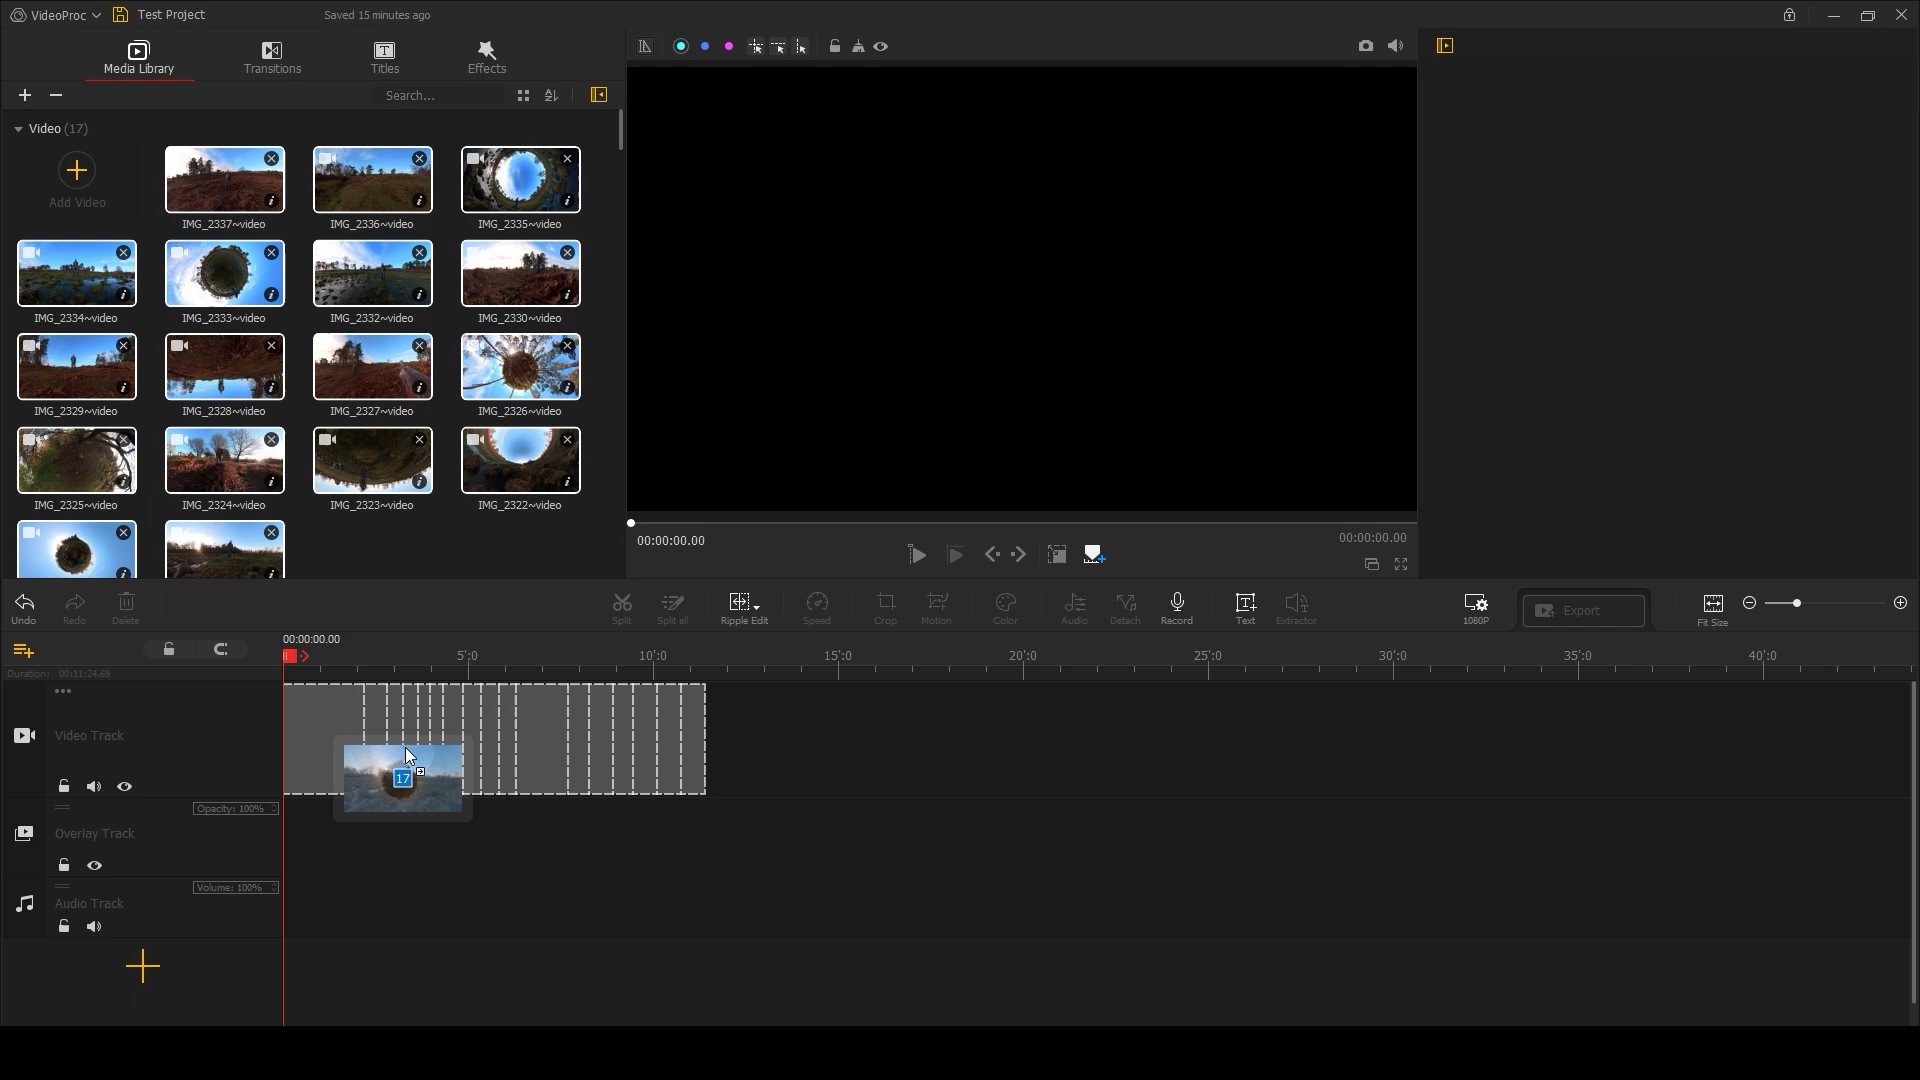 VideoProc
Test Project
Saved 15 minutes ago
Media Library
Transitions
Titles
Effects
Search...
Video (17)
Add Video
IMG_2337~video
IMG_2336~video
IMG_2335~video
IMG_2334~video
IMG_2333~video
IMG_2332~video
IMG_2330~video
IMG_2329~video
IMG_2328~video
IMG_2327~video
IMG_2326~video
IMG_2325~video
IMG_2324~video
IMG_2323~video
IMG_2322~video
00:00:00.00
00:00:00.00
Undo
Redo
Delete
Split
Split all
Ripple Edit
Speed
Crop
Motion
Color
Audio
Detach
Record
Text
Extractor
1080P
Export
Fit Size
00:00:00.00
5':0
10':0
15':0
20':0
25':0
30':0
35':0
40':0
Duration: 00:11:24.69
Video Track
17
Opacity: 100%
Overlay Track
Volume: 100%
Audio Track